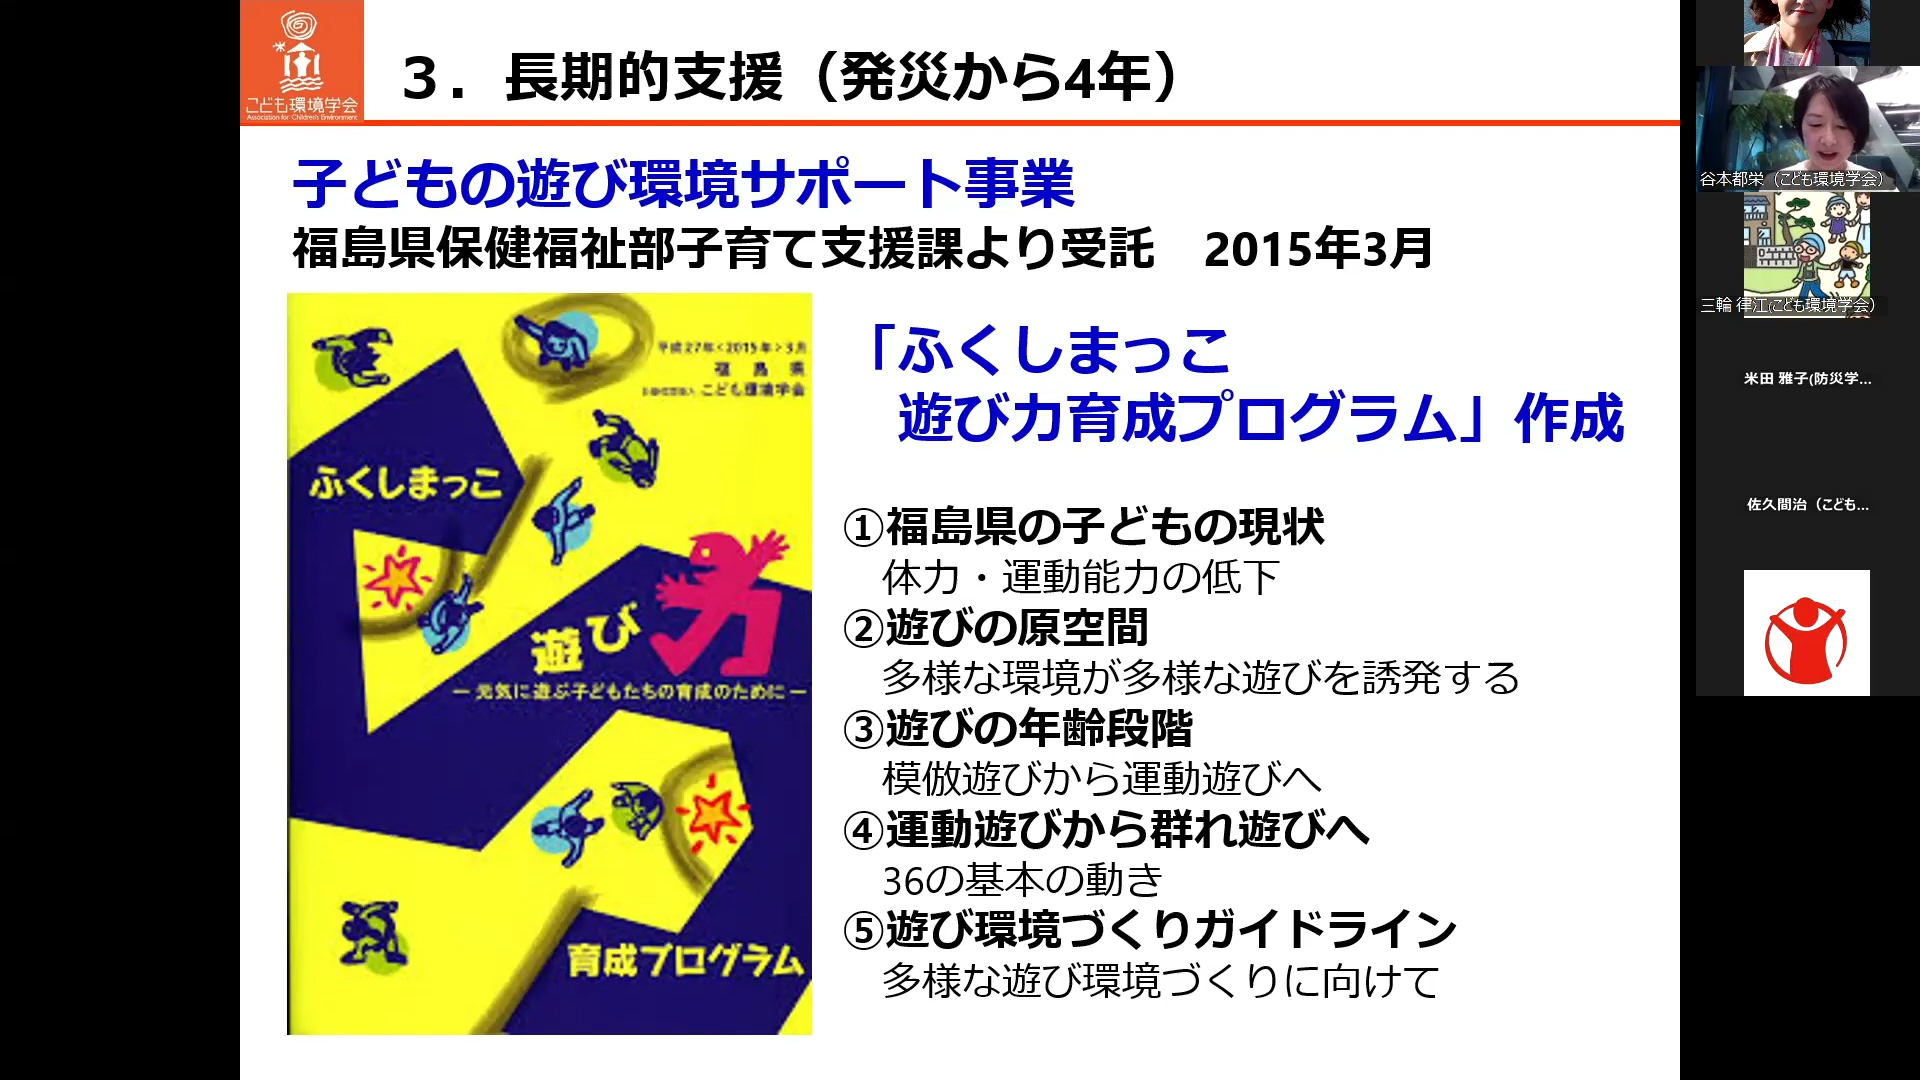 こども環境学会
Association for Children's Environment
3．長期的支援（発災から4年）
子どもの遊び環境サポート事業
福島県保健福祉部子育て支援課より受託　2015年3月
平成27年<2015年>3月
福島県
こども環境学会
ふくしまっこ
遊び力
－元気に遊ぶ子どもたちの育成のために－
育成プログラム
「ふくしまっこ
遊び力育成プログラム」作成
①福島県の子どもの現状
体力・運動能力の低下
②遊びの原空間
多様な環境が多様な遊びを誘発する
③遊びの年齢段階
模倣遊びから運動遊びへ
④運動遊びから群れ遊びへ
36の基本の動き
⑤遊び環境づくりガイドライン
多様な遊び環境づくりに向けて
谷本都栄（こども環境学会）
三輪 律江(こども環境学会）
米田 雅子(防災学...
佐久間治（こども...